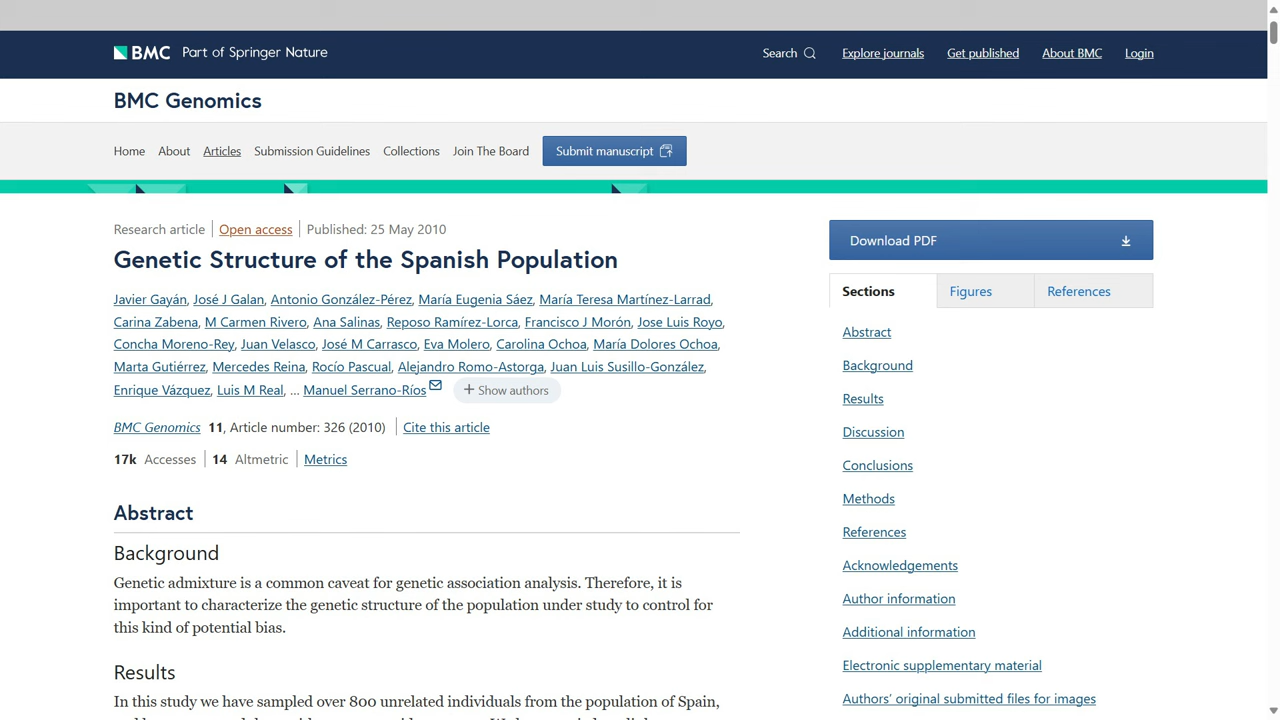 BMC Part of Springer Nature
Search Explore journals Get published About BMC Login
BMC Genomics
Home About Articles Submission Guidelines Collections Join The Board Submit manuscript
Research article Open access Published: 25 May 2010
Genetic Structure of the Spanish Population
Javier Gayán, José J Galan, Antonio González-Pérez, María Eugenia Sáez, María Teresa Martínez-Larrad,
Carina Zabena, M Carmen Rivero, Ana Salinas, Reposo Ramírez-Lorca, Francisco J Morón, Jose Luis Royo,
Concha Moreno-Rey, Juan Velasco, José M Carrasco, Eva Molero, Carolina Ochoa, María Dolores Ochoa,
Marta Gutiérrez, Mercedes Reina, Rocío Pascual, Alejandro Romo-Astorga, Juan Luis Susillo-González,
Enrique Vázquez, Luis M Real, ... Manuel Serrano-Ríos + Show authors
BMC Genomics 11, Article number: 326 (2010) Cite this article
17k Accesses 14 Altmetric Metrics
Abstract
Background
Genetic admixture is a common caveat for genetic association analysis. Therefore, it is
important to characterize the genetic structure of the population under study to control for
this kind of potential bias.
Results
In this study we have sampled over 800 unrelated individuals from the population of Spain,
Download PDF
Sections Figures References
Abstract
Background
Results
Discussion
Conclusions
Methods
References
Acknowledgements
Author information
Additional information
Electronic supplementary material
Authors' original submitted files for images